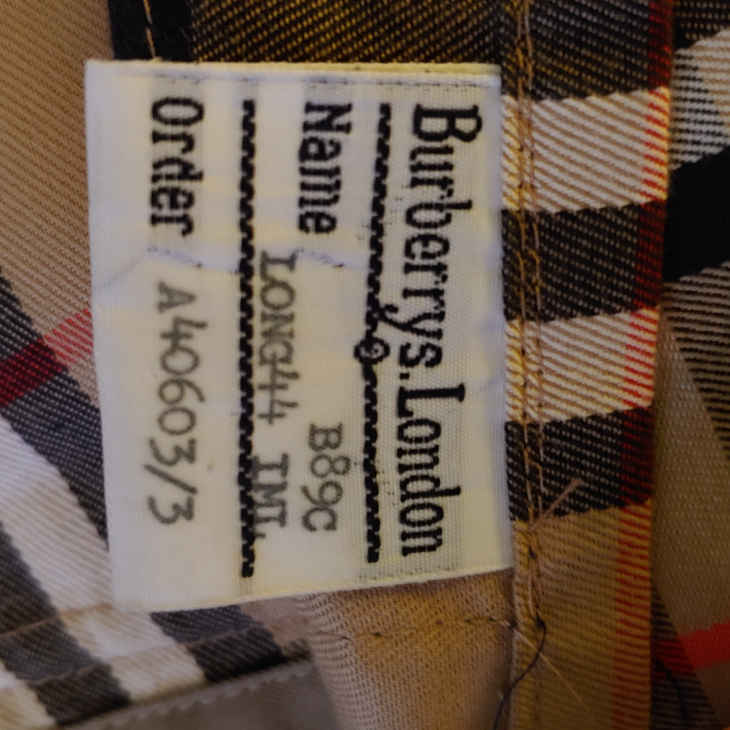 Burberrys. London
B89C
Name LONG44 IML
Order A40603/3